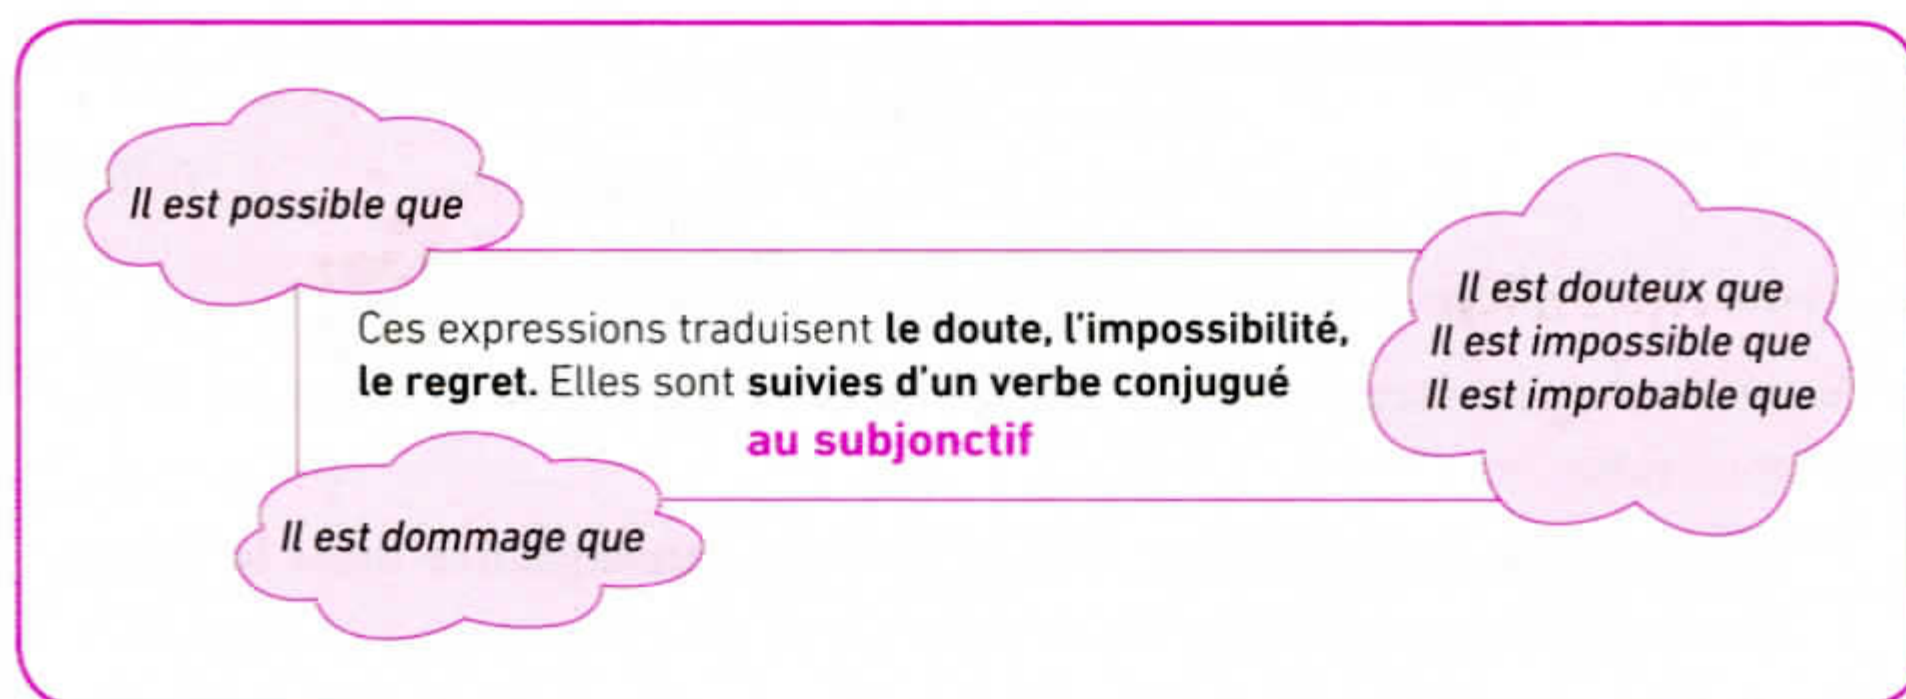 Il est possible que
Il est douteux que
Il est impossible que
Il est improbable que
Ces expressions traduisent le doute, l'impossibilité,
le regret. Elles sont suivies d'un verbe conjugué
au subjonctif
Il est dommage que